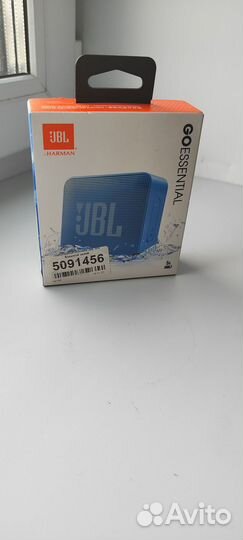 JBL
HARMAN
GO ESSENTIAL
JBL
5091456
Avito